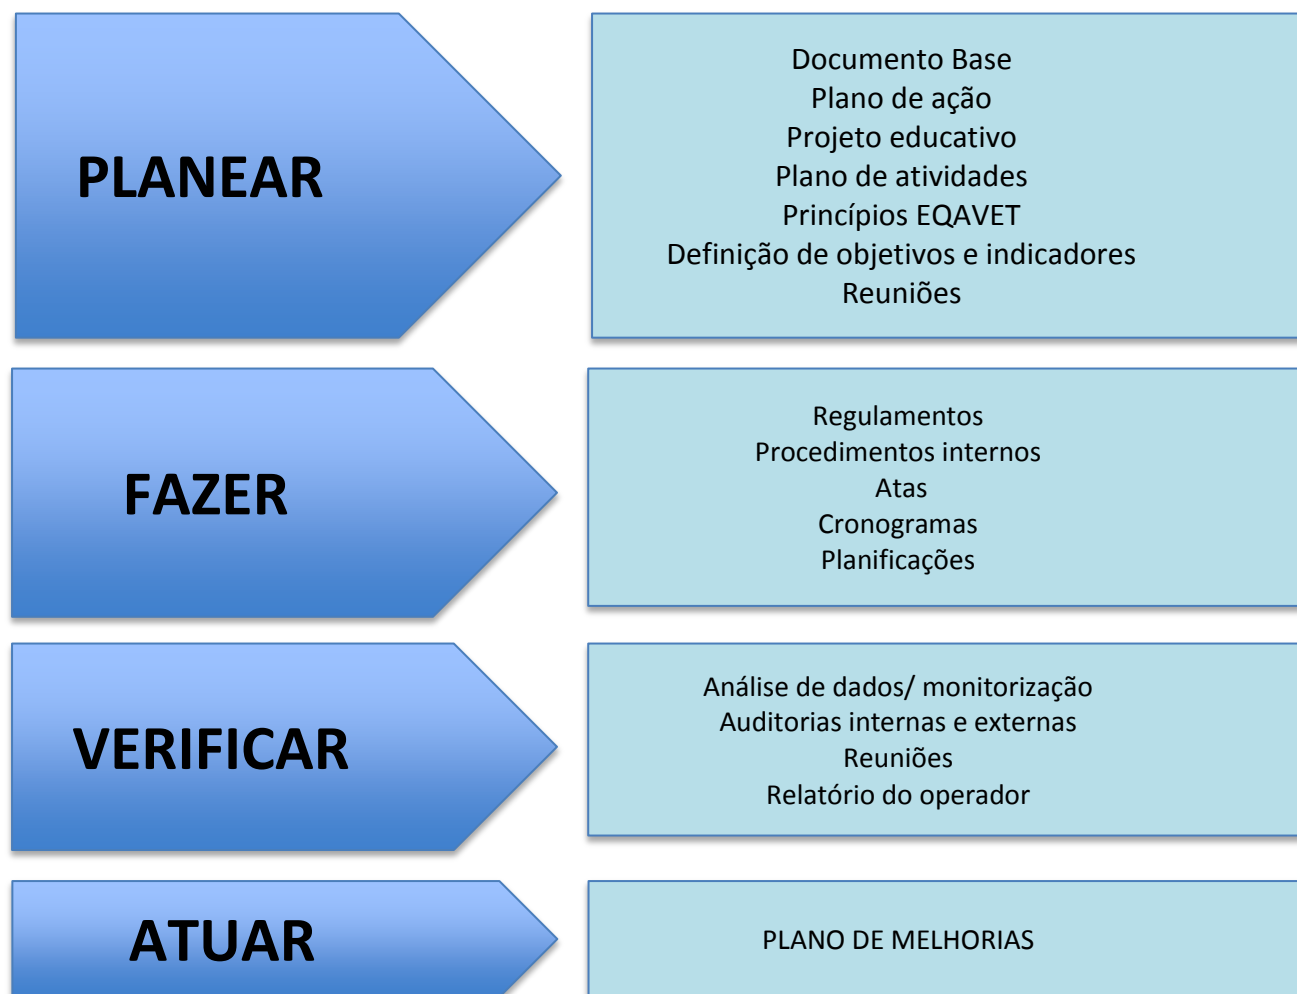 PLANEAR
Documento Base
Plano de ação
Projeto educativo
Plano de atividades
Princípios EQAVET
Definição de objetivos e indicadores
Reuniões
FAZER
Regulamentos
Procedimentos internos
Atas
Cronogramas
Planificações
VERIFICAR
Análise de dados/ monitorização
Auditorias internas e externas
Reuniões
Relatório do operador
ATUAR
PLANO DE MELHORIAS